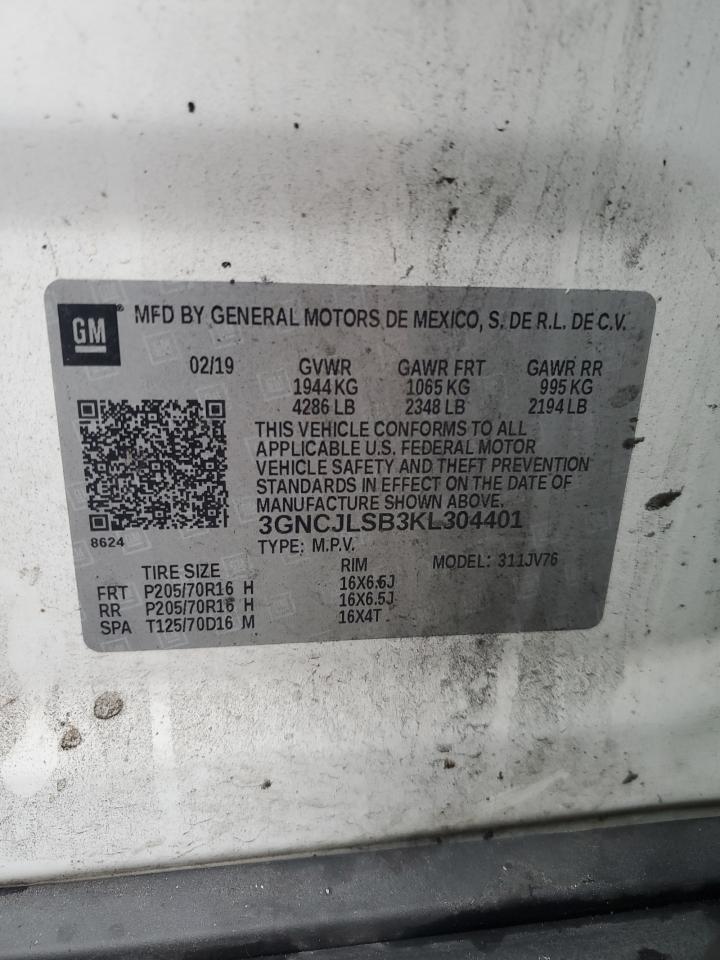 GM® MFD BY GENERAL MOTORS DE MEXICO, S. DE R.L. DE C.V.
02/19 GVWR GAWR FRT GAWR RR
1944 KG 1065 KG 995 KG
4286 LB 2348 LB 2194 LB
THIS VEHICLE CONFORMS TO ALL
APPLICABLE U.S. FEDERAL MOTOR
VEHICLE SAFETY AND THEFT PREVENTION
STANDARDS IN EFFECT ON THE DATE OF
MANUFACTURE SHOWN ABOVE.
8624
3GNCJLSB3KL304401
TYPE: M.P.V. MODEL: 311JV76
TIRE SIZE RIM
FRT P205/70R16 H 16X6.5J
RR P205/70R16 H 16X6.5J
SPA T125/70D16 M 16X4T